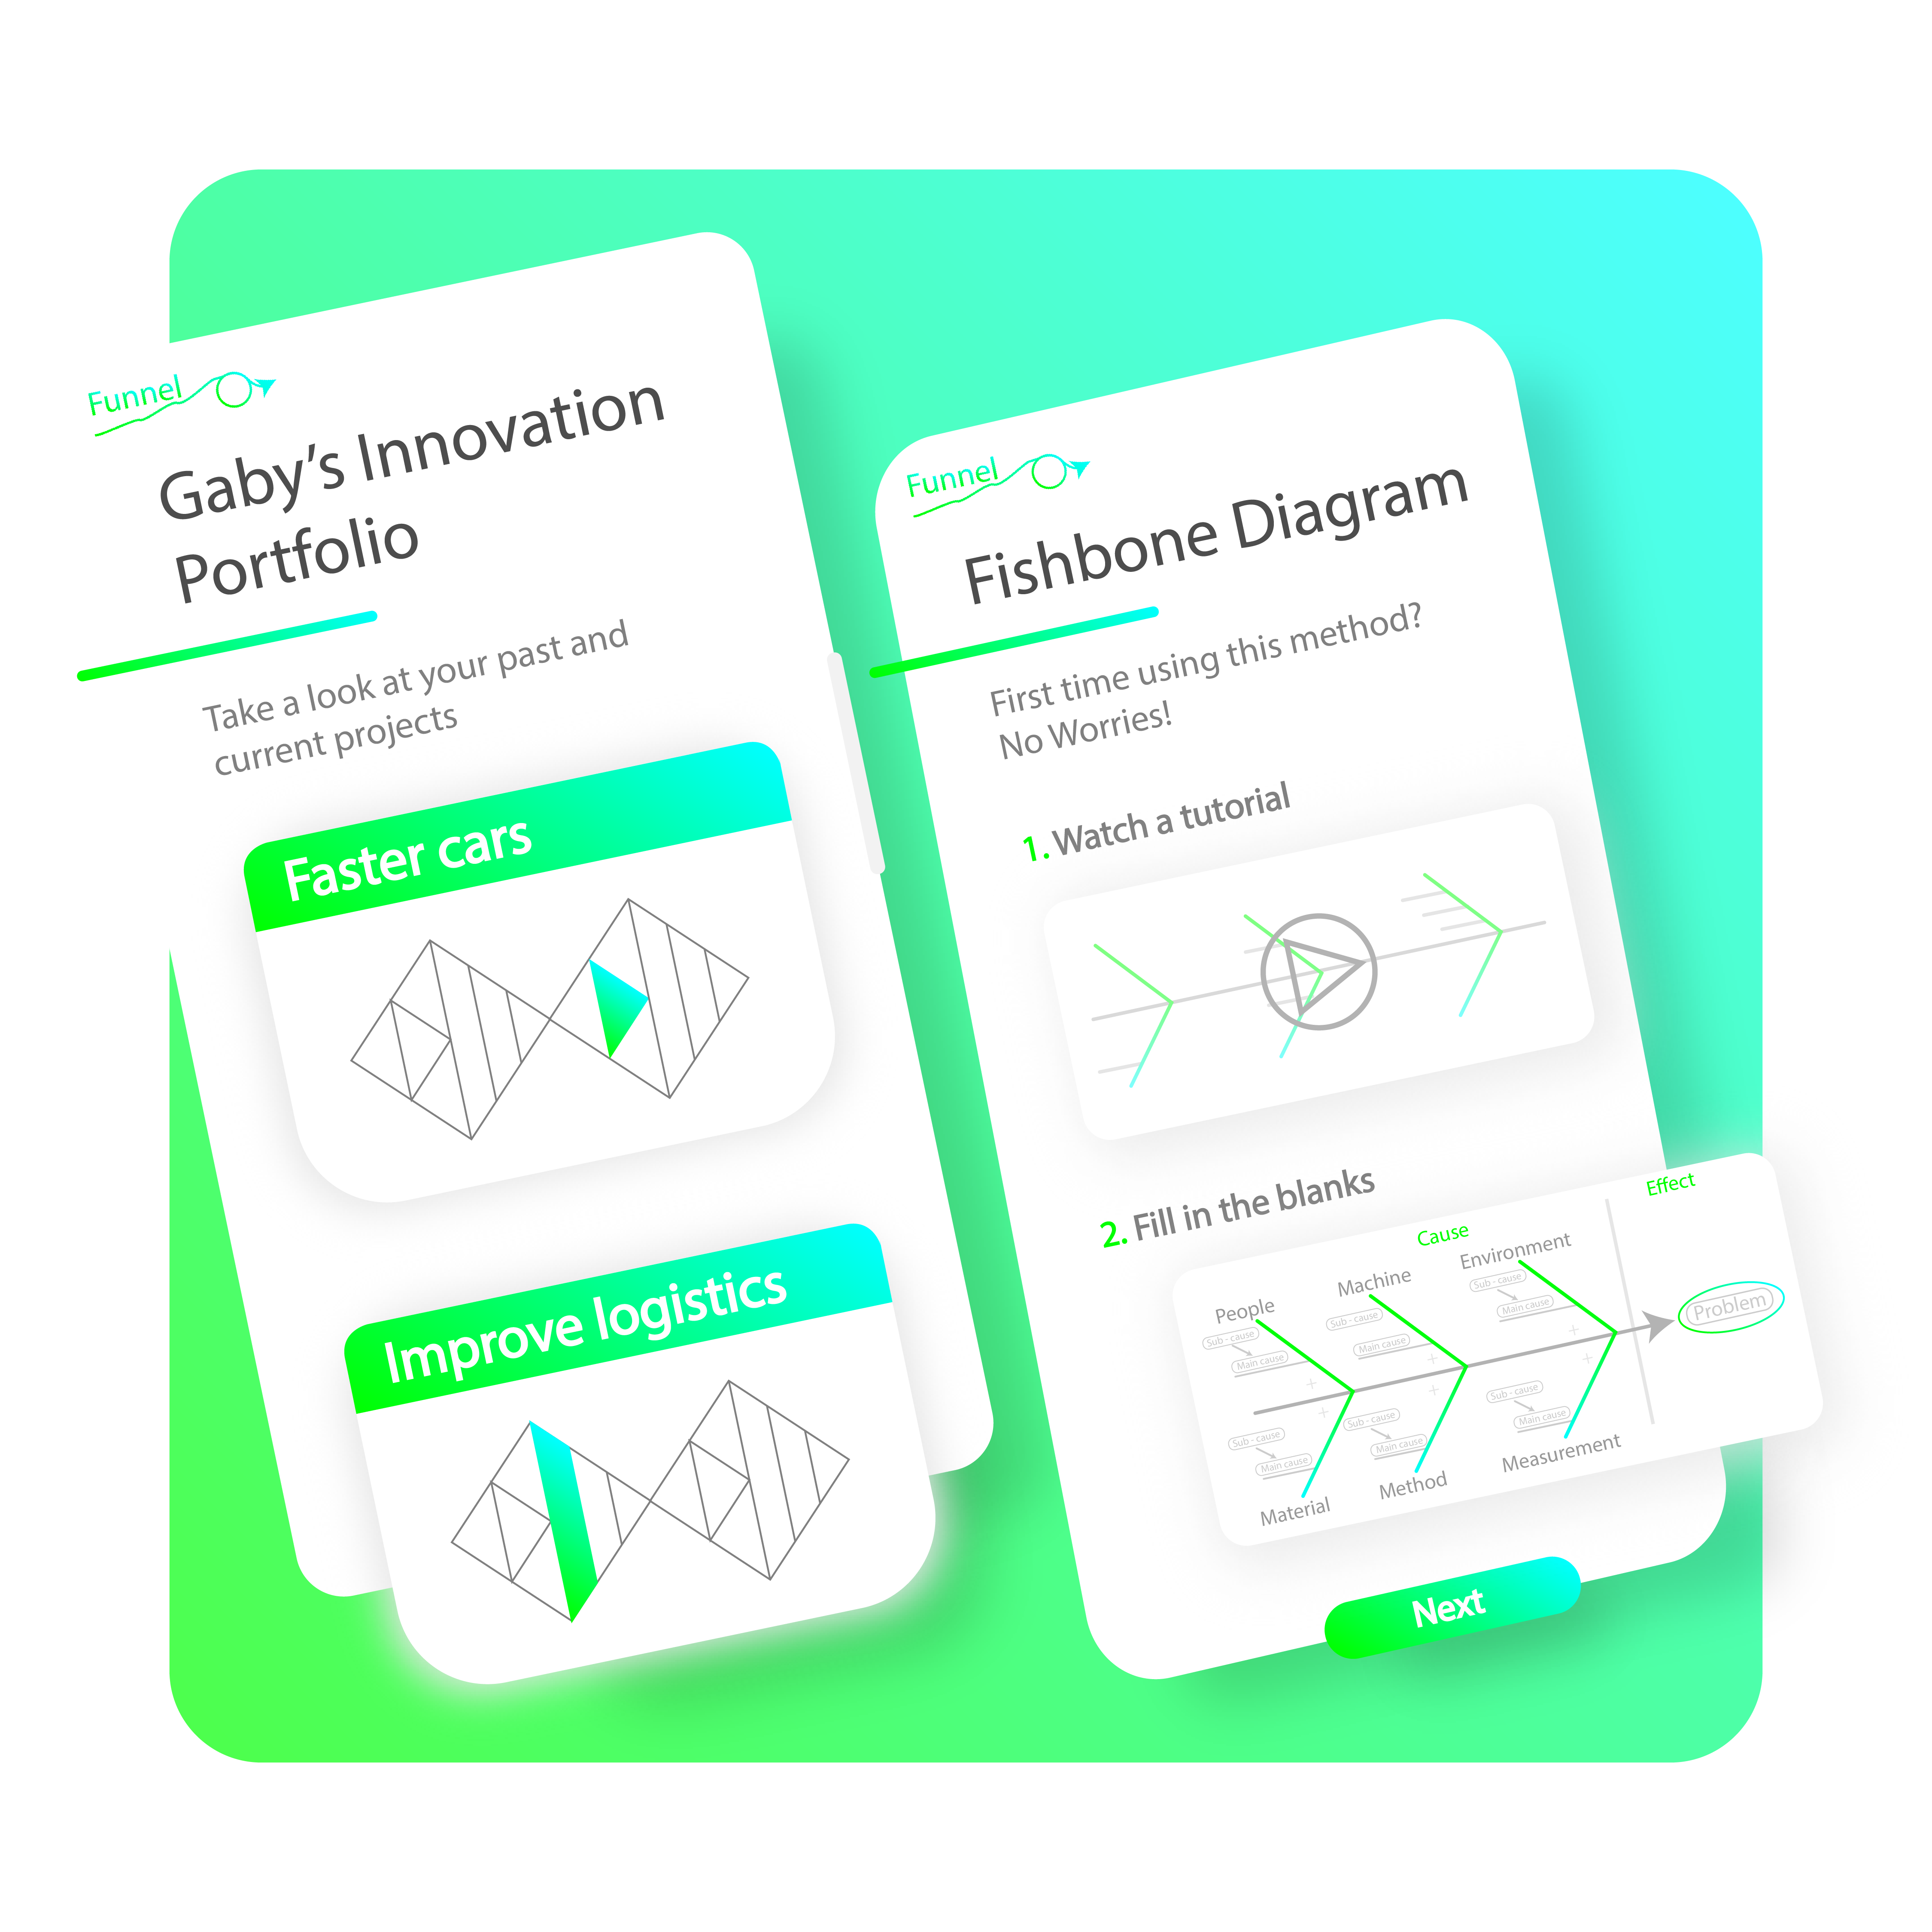 Funnel
Gaby's Innovation
Portfolio
Take a look at your past and
current projects
Faster cars
Improve logistics
Funnel
Fishbone Diagram
First time using this method?
No Worries!
1. Watch a tutorial
2. Fill in the blanks
Cause
Effect
People
Machine
Environment
Sub - cause
Main cause
Sub - cause
Main cause
Sub - cause
Main cause
Problem
Sub - cause
Main cause
Sub - cause
Main cause
Sub - cause
Main cause
Material
Method
Measurement
Next